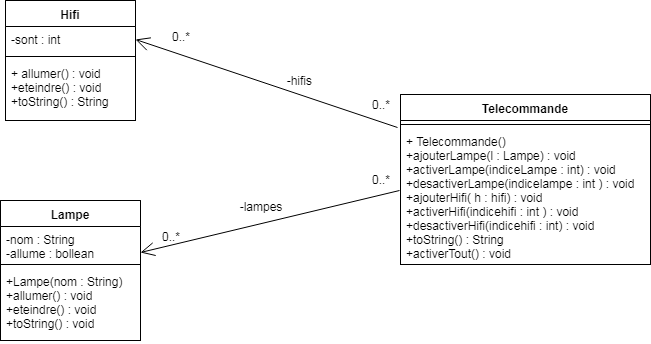 Hifi
-sont : int
+ allumer() : void
+eteindre() : void
+toString() : String
0..*
-hifis
0..*
Telecommande
+ Telecommande()
+ajouterLampe(l : Lampe) : void
+activerLampe(indiceLampe : int) : void
+desactiverLampe(indicelampe : int ) : void
+ajouterHifi( h : hifi) : void
+activerHifi(indicehifi : int ) : void
+desactiverHifi(indicehifi : int) : void
+toString() : String
+activerTout() : void
0..*
-lampes
0..*
Lampe
-nom : String
-allume : bollean
+Lampe(nom : String)
+allumer() : void
+eteindre() : void
+toString() : void